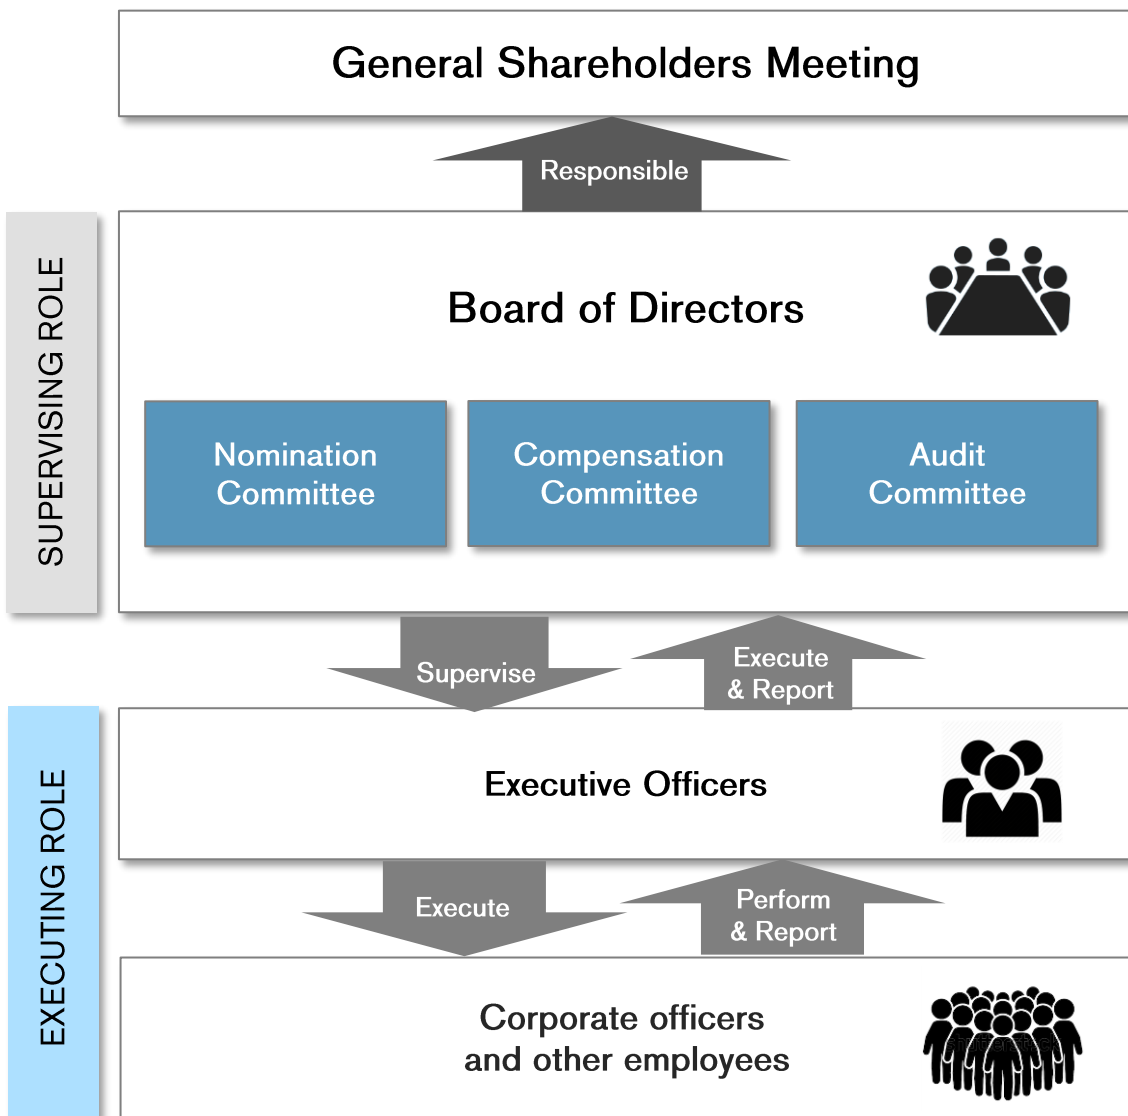 General Shareholders Meeting
Responsible
SUPERVISING ROLE
Board of Directors
Nomination
Committee
Compensation
Committee
Audit
Committee
Supervise
Execute
& Report
EXECUTING ROLE
Executive Officers
Execute
Perform
& Report
Corporate officers
and other employees